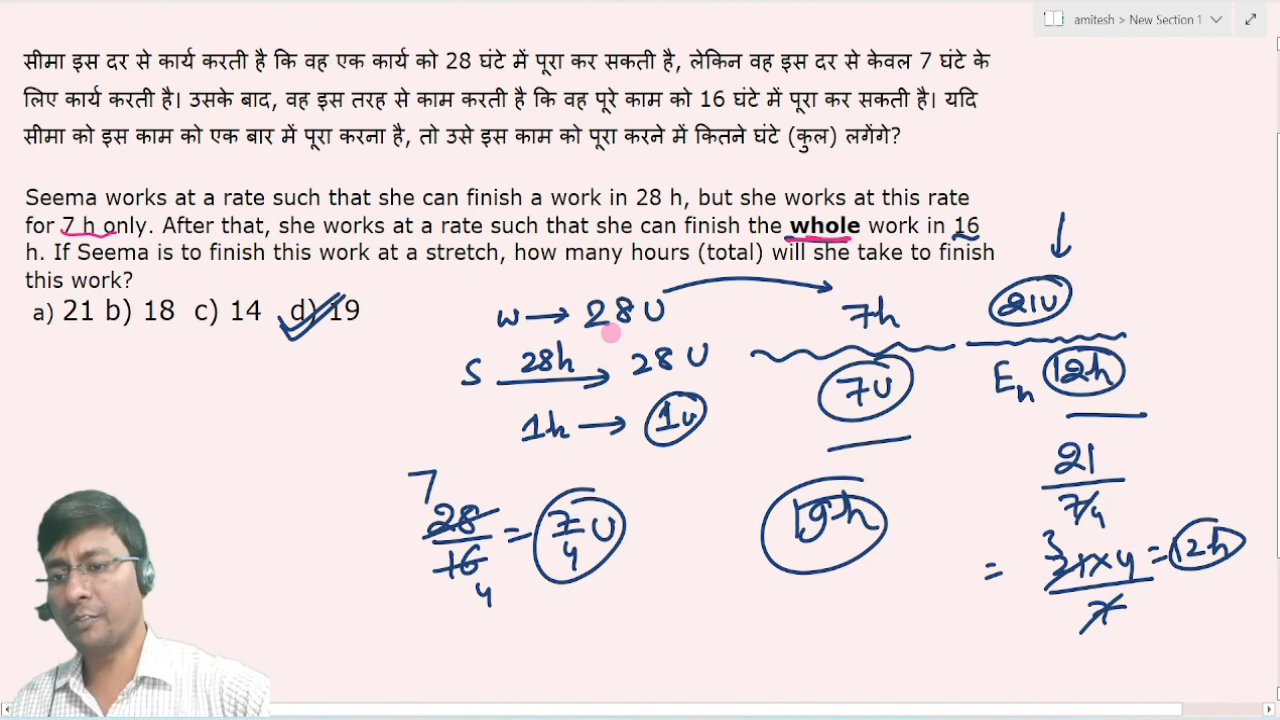 amitesh > New Section 1
सीमा इस दर से कार्य करती है कि वह एक कार्य को 28 घंटे में पूरा कर सकती है, लेकिन वह इस दर से केवल 7 घंटे के
लिए कार्य करती है। उसके बाद, वह इस तरह से काम करती है कि वह पूरे काम को 16 घंटे में पूरा कर सकती है। यदि
सीमा को इस काम को एक बार में पूरा करना है, तो उसे इस काम को पूरा करने में कितने घंटे (कुल) लगेंगे?
Seema works at a rate such that she can finish a work in 28 h, but she works at this rate
for 7 h only. After that, she works at a rate such that she can finish the whole work in 16
h. If Seema is to finish this work at a stretch, how many hours (total) will she take to finish
this work?
a) 21 b) 18 c) 14 d) 19
W → 28U 7h 21U
S 28h → 28U 7U En 12h
1h → 1U
7
28/16 = 7/4 U
4
19h
21
7/4
= 3
21×4/7 = 12h